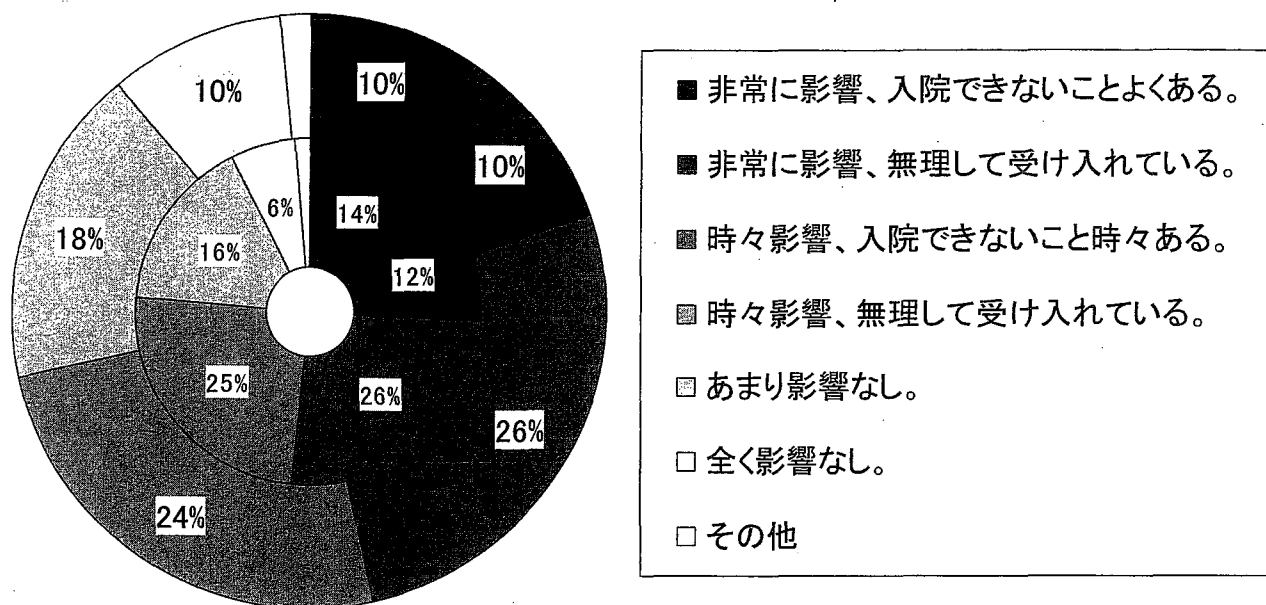 10%
10%
10%
14%
6%
18%
16%
12%
25%
26%
26%
24%
■ 非常に影響、入院できないことよくある。
■ 非常に影響、無理して受け入れている。
■ 時々影響、入院できないこと時々ある。
■ 時々影響、無理して受け入れている。
□ あまり影響なし。
□ 全く影響なし。
□ その他